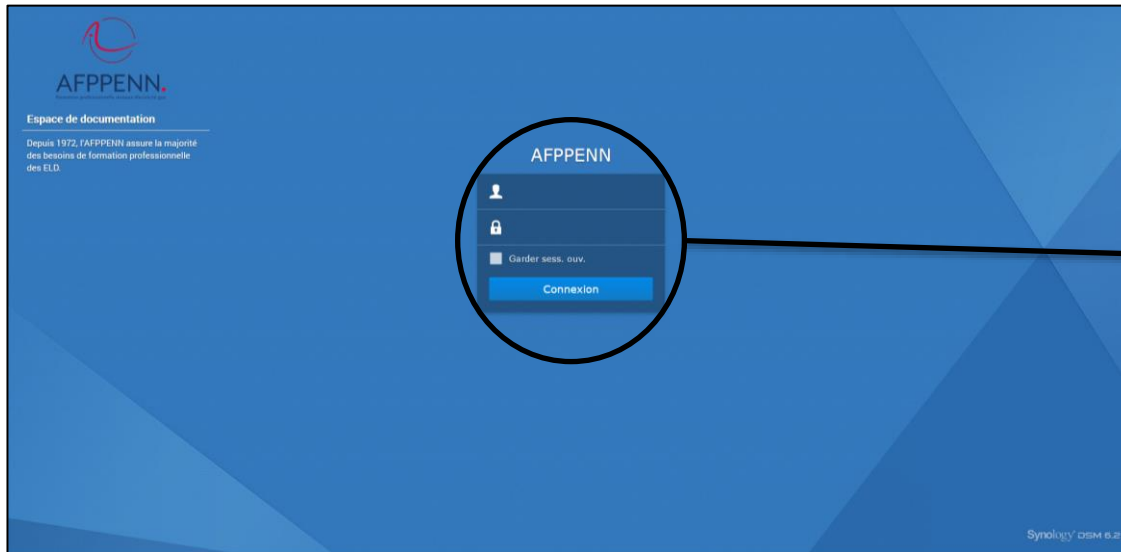 AFPPENN.
Espace de documentation
Depuis 1972, l'AFPPENN assure la majorité
des besoins de formation professionnelle
des ELD.
AFPPENN
Garder sess. ouv.
Connexion
Synology DSM 6.2